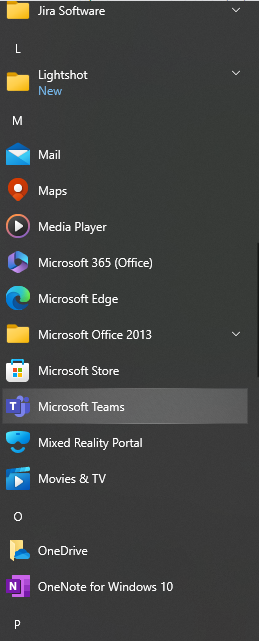 Jira Software
L
Lightshot
New
M
Mail
Maps
Media Player
Microsoft 365 (Office)
Microsoft Edge
Microsoft Office 2013
Microsoft Store
Microsoft Teams
Mixed Reality Portal
Movies & TV
O
OneDrive
OneNote for Windows 10
P